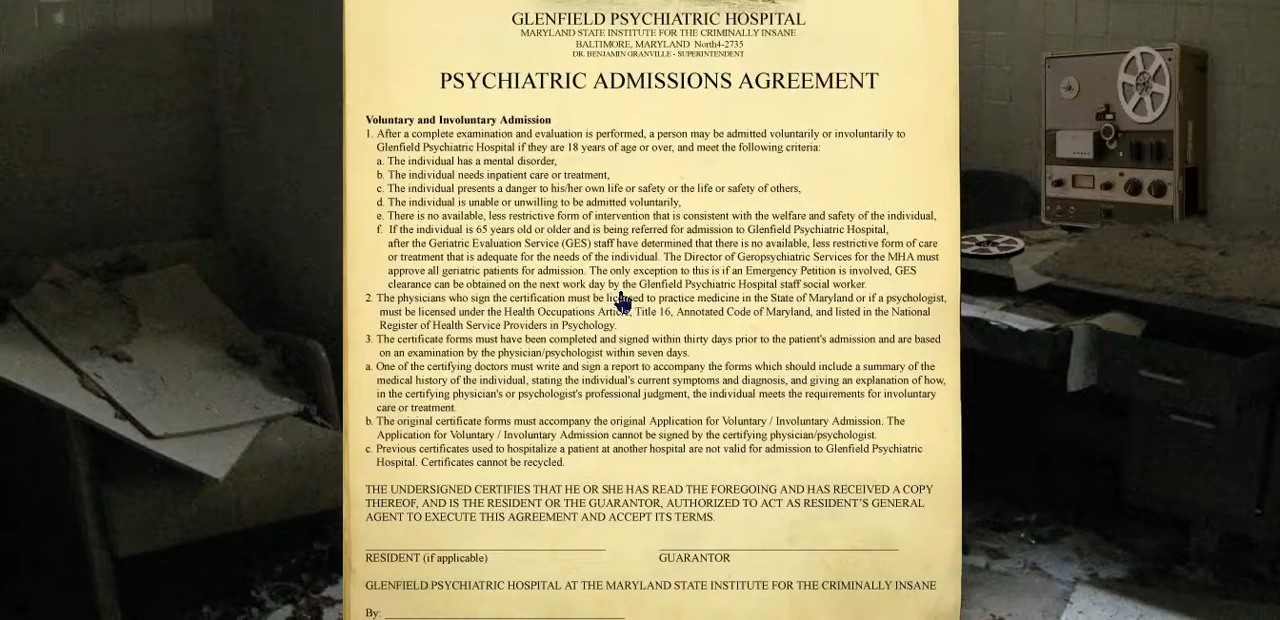 GLENFIELD PSYCHIATRIC HOSPITAL
MARYLAND STATE INSTITUTE FOR THE CRIMINALLY INSANE
BALTIMORE, MARYLAND North4-2735
DR. BENJAMIN GRANVILLE - SUPERINTENDENT
PSYCHIATRIC ADMISSIONS AGREEMENT
Voluntary and Involuntary Admission
1. After a complete examination and evaluation is performed, a person may be admitted voluntarily or involuntarily to
Glenfield Psychiatric Hospital if they are 18 years of age or over, and meet the following criteria:
a. The individual has a mental disorder,
b. The individual needs inpatient care or treatment,
c. The individual presents a danger to his/her own life or safety or the life or safety of others,
d. The individual is unable or unwilling to be admitted voluntarily,
e. There is no available, less restrictive form of intervention that is consistent with the welfare and safety of the individual,
f. If the individual is 65 years old or older and is being referred for admission to Glenfield Psychiatric Hospital,
after the Geriatric Evaluation Service (GES) staff have determined that there is no available, less restrictive form of care
or treatment that is adequate for the needs of the individual. The Director of Geropsychiatric Services for the MHA must
approve all geriatric patients for admission. The only exception to this is if an Emergency Petition is involved, GES
clearance can be obtained on the next work day by the Glenfield Psychiatric Hospital staff social worker.
2. The physicians who sign the certification must be licensed to practice medicine in the State of Maryland or if a psychologist,
must be licensed under the Health Occupations Article, Title 16, Annotated Code of Maryland, and listed in the National
Register of Health Service Providers in Psychology.
3. The certificate forms must have been completed and signed within thirty days prior to the patient's admission and are based
on an examination by the physician/psychologist within seven days.
a. One of the certifying doctors must write and sign a report to accompany the forms which should include a summary of the
medical history of the individual, stating the individual's current symptoms and diagnosis, and giving an explanation of how,
in the certifying physician's or psychologist's professional judgment, the individual meets the requirements for involuntary
care or treatment.
b. The original certificate forms must accompany the original Application for Voluntary / Involuntary Admission. The
Application for Voluntary / Involuntary Admission cannot be signed by the certifying physician/psychologist.
c. Previous certificates used to hospitalize a patient at another hospital are not valid for admission to Glenfield Psychiatric
Hospital. Certificates cannot be recycled.
THE UNDERSIGNED CERTIFIES THAT HE OR SHE HAS READ THE FOREGOING AND HAS RECEIVED A COPY
THEREOF, AND IS THE RESIDENT OR THE GUARANTOR, AUTHORIZED TO ACT AS RESIDENT'S GENERAL
AGENT TO EXECUTE THIS AGREEMENT AND ACCEPT ITS TERMS.
RESIDENT (if applicable) GUARANTOR
GLENFIELD PSYCHIATRIC HOSPITAL AT THE MARYLAND STATE INSTITUTE FOR THE CRIMINALLY INSANE
By: